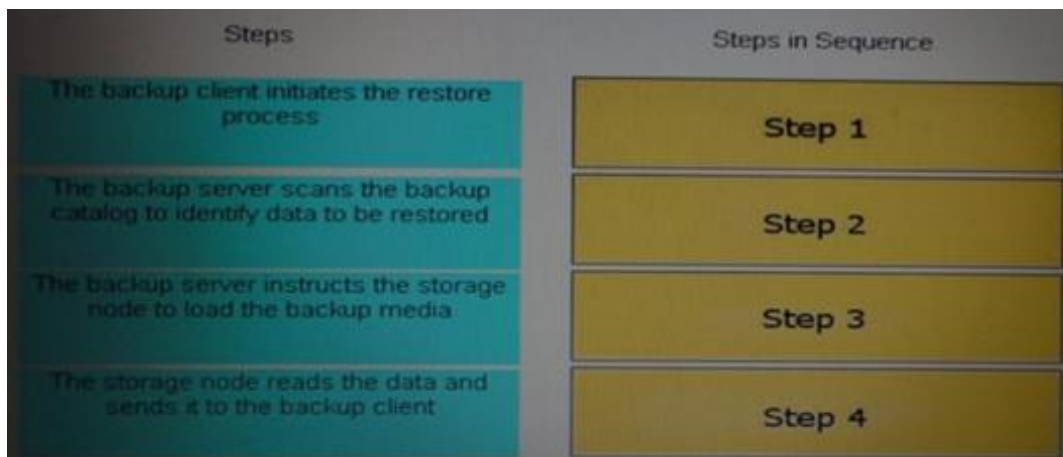 Steps
Steps in Sequence
The backup client initiates the restore
process
Step 1
The backup server scans the backup
catalog to identify data to be restored
Step 2
The backup server instructs the storage
node to load the backup media
Step 3
The storage node reads the data and
sends it to the backup client
Step 4